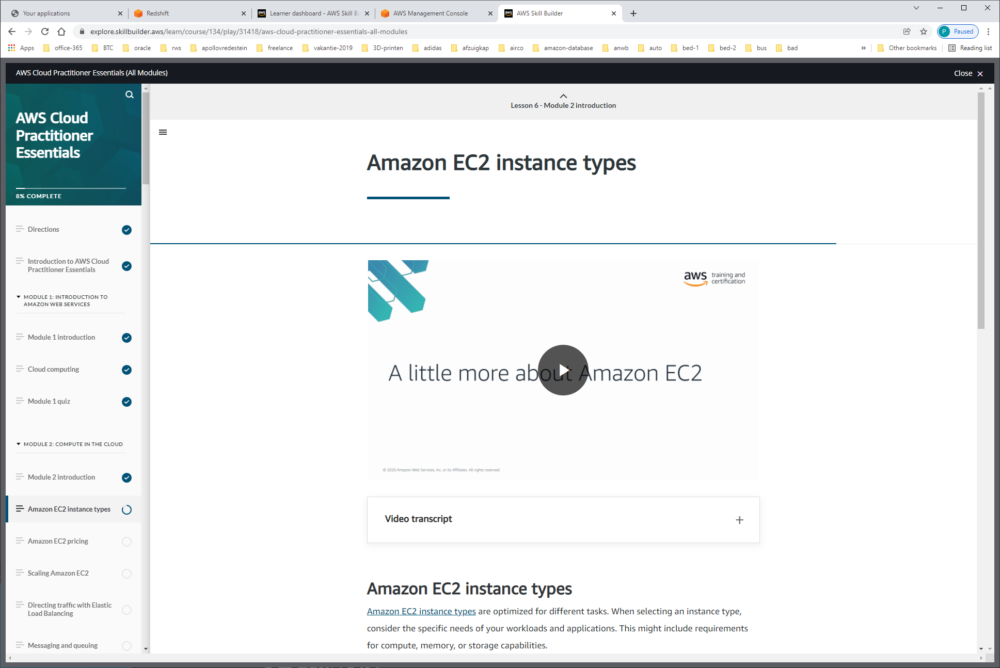 Your applications
Redshift
Learner dashboard - AWS Skill Bu
AWS Management Console
AWS Skill Builder
explore.skillbuilder.aws/learn/course/134/play/31418/aws-cloud-practitioner-essentials-all-modules
P Paused
Apps office-365 BTC oracle rws apollovredestein freelance vakantie-2019 3D-printen adidas afzuigkap airco amazon-database anwb auto bed-1 bed-2 bus bad » Other bookmarks Reading list
AWS Cloud Practitioner Essentials (All Modules)
Close
AWS Cloud
Practitioner
Essentials
8% COMPLETE
Directions
Introduction to AWS Cloud
Practitioner Essentials
MODULE 1: INTRODUCTION TO
AMAZON WEB SERVICES
Module 1 introduction
Cloud computing
Module 1 quiz
MODULE 2: COMPUTE IN THE CLOUD
Module 2 introduction
Amazon EC2 instance types
Amazon EC2 pricing
Scaling Amazon EC2
Directing traffic with Elastic
Load Balancing
Messaging and queuing
Lesson 6 - Module 2 introduction
Amazon EC2 instance types
aws training and
certification
A little more about Amazon EC2
© 2020 Amazon Web Services, Inc. or its Affiliates. All rights reserved.
Video transcript
Amazon EC2 instance types
Amazon EC2 instance types are optimized for different tasks. When selecting an instance type,
consider the specific needs of your workloads and applications. This might include requirements
for compute, memory, or storage capabilities.